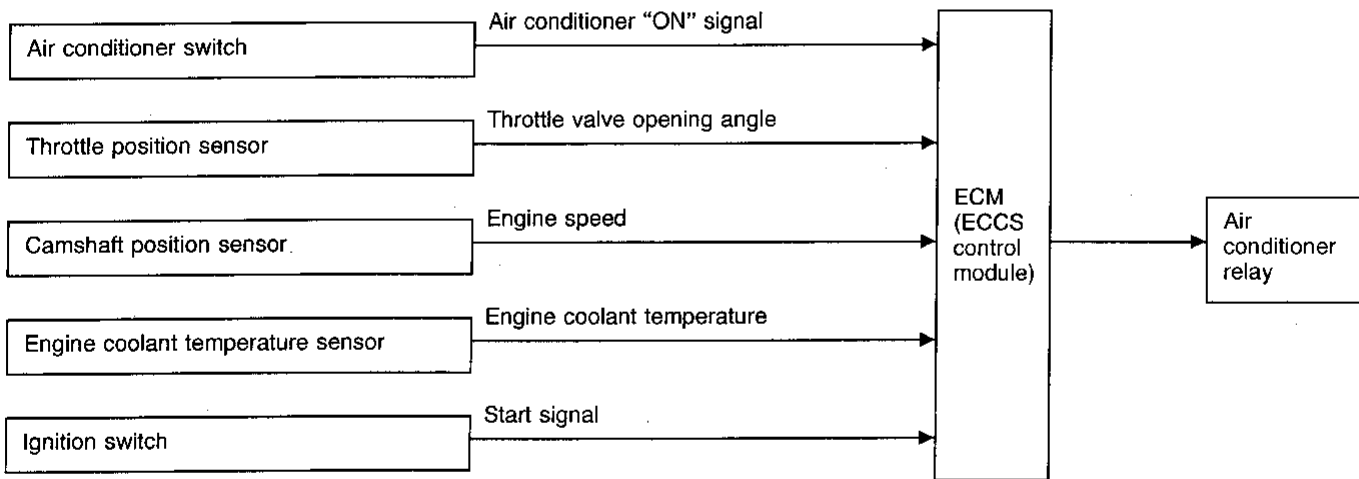 Air conditioner switch
Air conditioner “ON” signal
Throttle position sensor
Throttle valve opening angle
Camshaft position sensor
Engine speed
Engine coolant temperature sensor
Engine coolant temperature
Ignition switch
Start signal
ECM
(ECCS
control
module)
Air
conditioner
relay